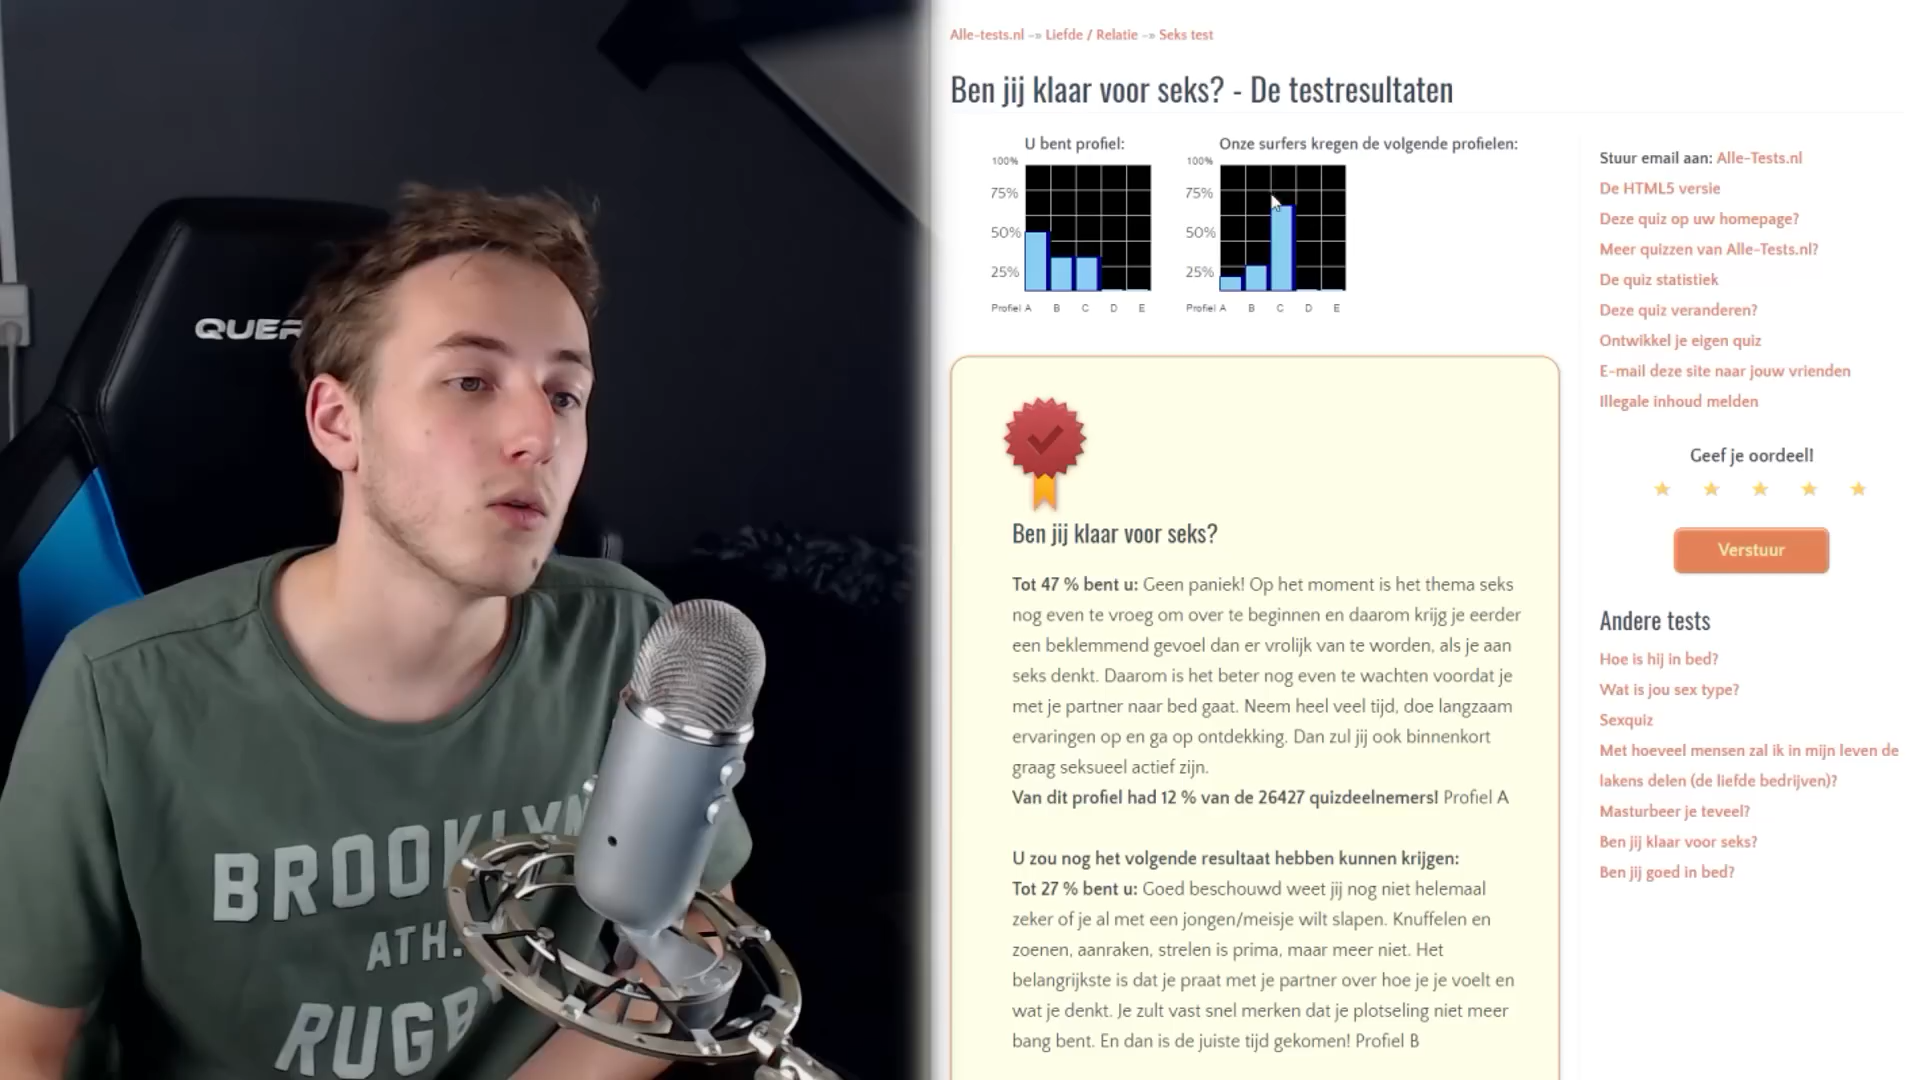 QUER
BROOKLYN
ATH.
RUGB
Alle-tests.nl -» Liefde / Relatie -» Seks test
Ben jij klaar voor seks? - De testresultaten
U bent profiel:
100%
75%
50%
25%
Profiel A B C D E
Onze surfers kregen de volgende profielen:
100%
75%
50%
25%
Profiel A B C D E
Ben jij klaar voor seks?
Tot 47 % bent u: Geen paniek! Op het moment is het thema seks
nog even te vroeg om over te beginnen en daarom krijg je eerder
een beklemmend gevoel dan er vrolijk van te worden, als je aan
seks denkt. Daarom is het beter nog even te wachten voordat je
met je partner naar bed gaat. Neem heel veel tijd, doe langzaam
ervaringen op en ga op ontdekking. Dan zul jij ook binnenkort
graag seksueel actief zijn.
Van dit profiel had 12 % van de 26427 quizdeelnemers! Profiel A
U zou nog het volgende resultaat hebben kunnen krijgen:
Tot 27 % bent u: Goed beschouwd weet jij nog niet helemaal
zeker of je al met een jongen/meisje wilt slapen. Knuffelen en
zoenen, aanraken, strelen is prima, maar meer niet. Het
belangrijkste is dat je praat met je partner over hoe je je voelt en
wat je denkt. Je zult vast snel merken dat je plotseling niet meer
bang bent. En dan is de juiste tijd gekomen! Profiel B
Stuur email aan: Alle-Tests.nl
De HTML5 versie
Deze quiz op uw homepage?
Meer quizzen van Alle-Tests.nl?
De quiz statistiek
Deze quiz veranderen?
Ontwikkel je eigen quiz
E-mail deze site naar jouw vrienden
Illegale inhoud melden
Geef je oordeel!
Verstuur
Andere tests
Hoe is hij in bed?
Wat is jou sex type?
Sexquiz
Met hoeveel mensen zal ik in mijn leven de
lakens delen (de liefde bedrijven)?
Masturbeer je teveel?
Ben jij klaar voor seks?
Ben jij goed in bed?